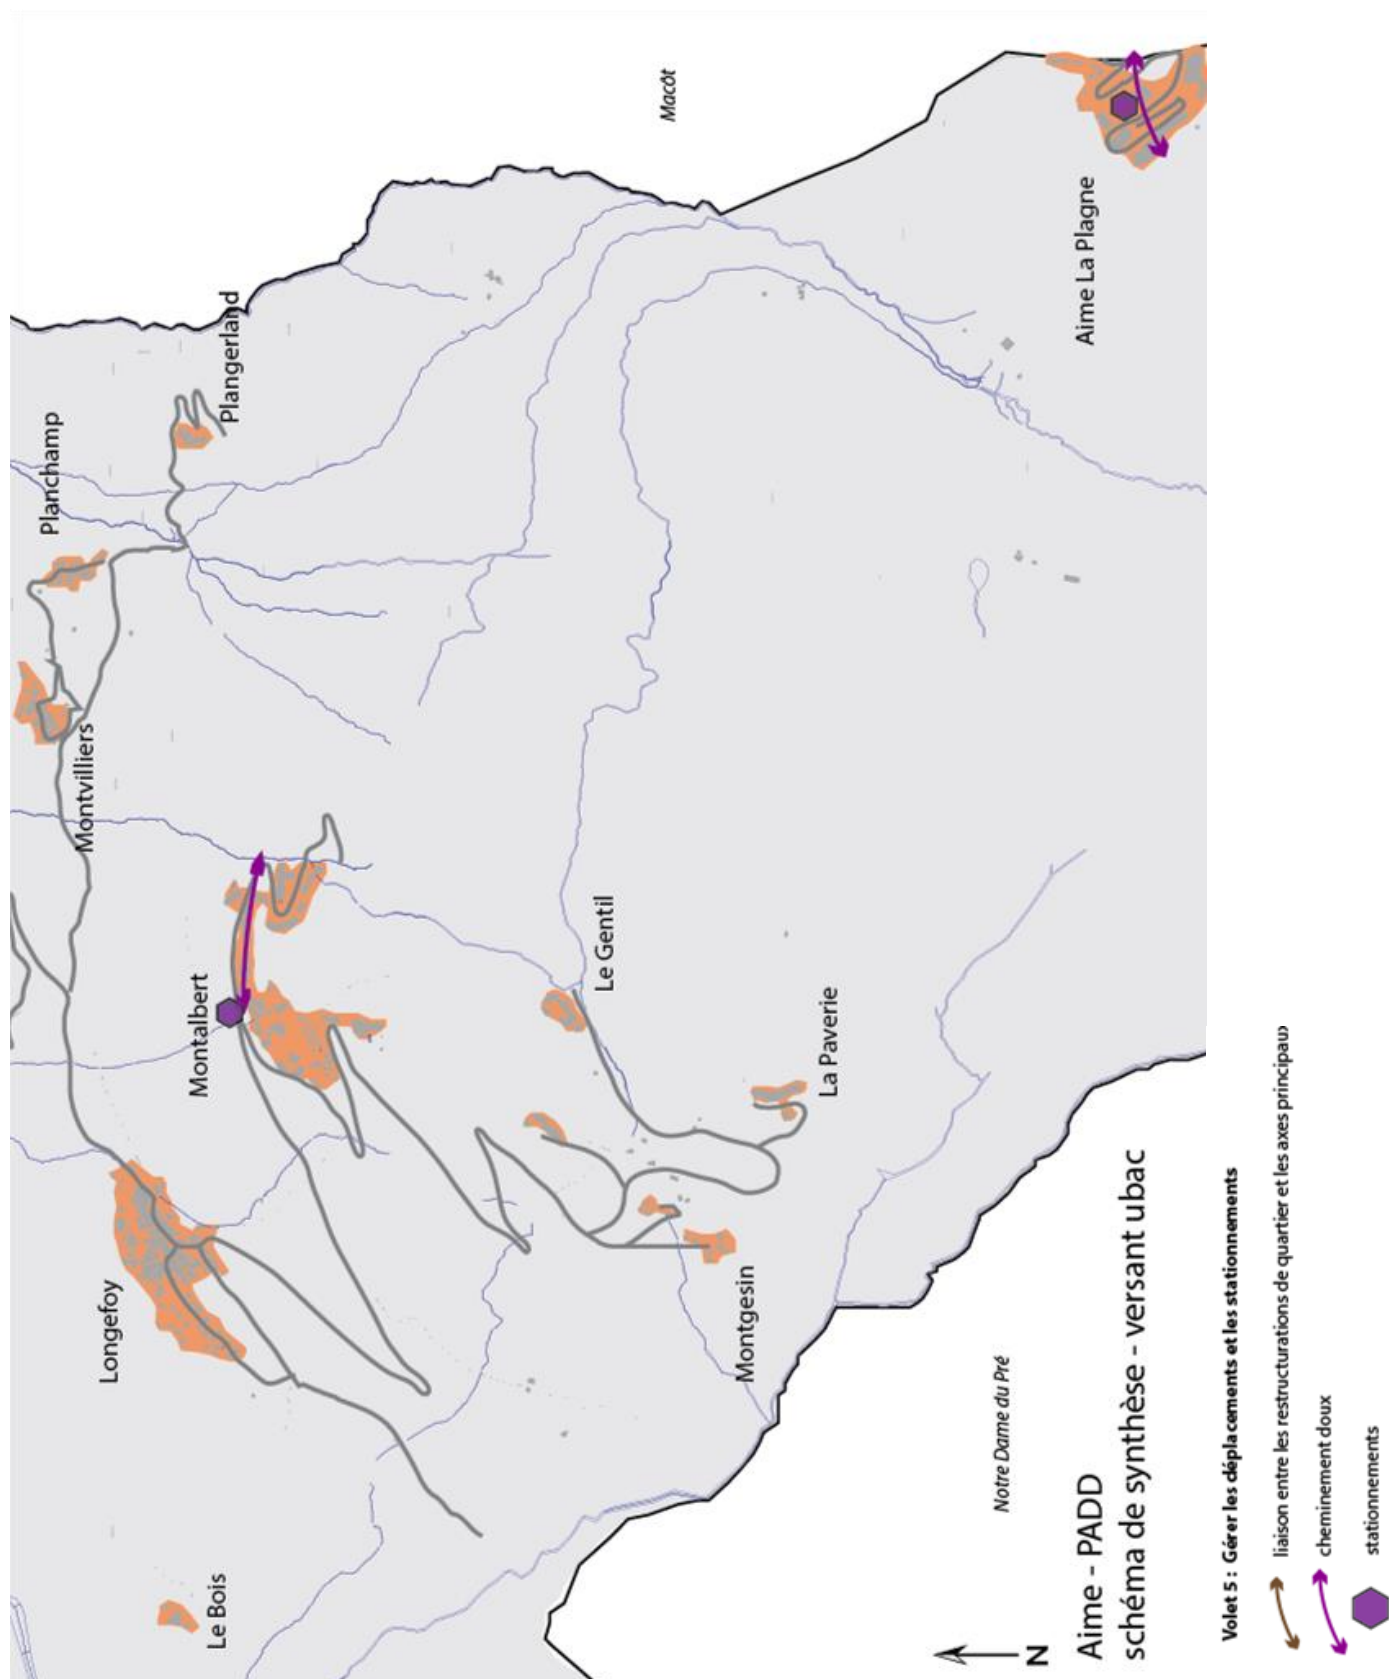 Macôt
Planchamp
Plangerland
Aime La Plagne
Montvilliers
Montalbert
Le Gentil
La Paverie
Longefoy
Montgesin
Le Bois
Notre Dame du Pré
N
Aime - PADD
schéma de synthèse - versant ubac
Volet 5 : Gérer les déplacements et les stationnements
liaison entre les restructurations de quartier et les axes principaux
cheminement doux
stationnements